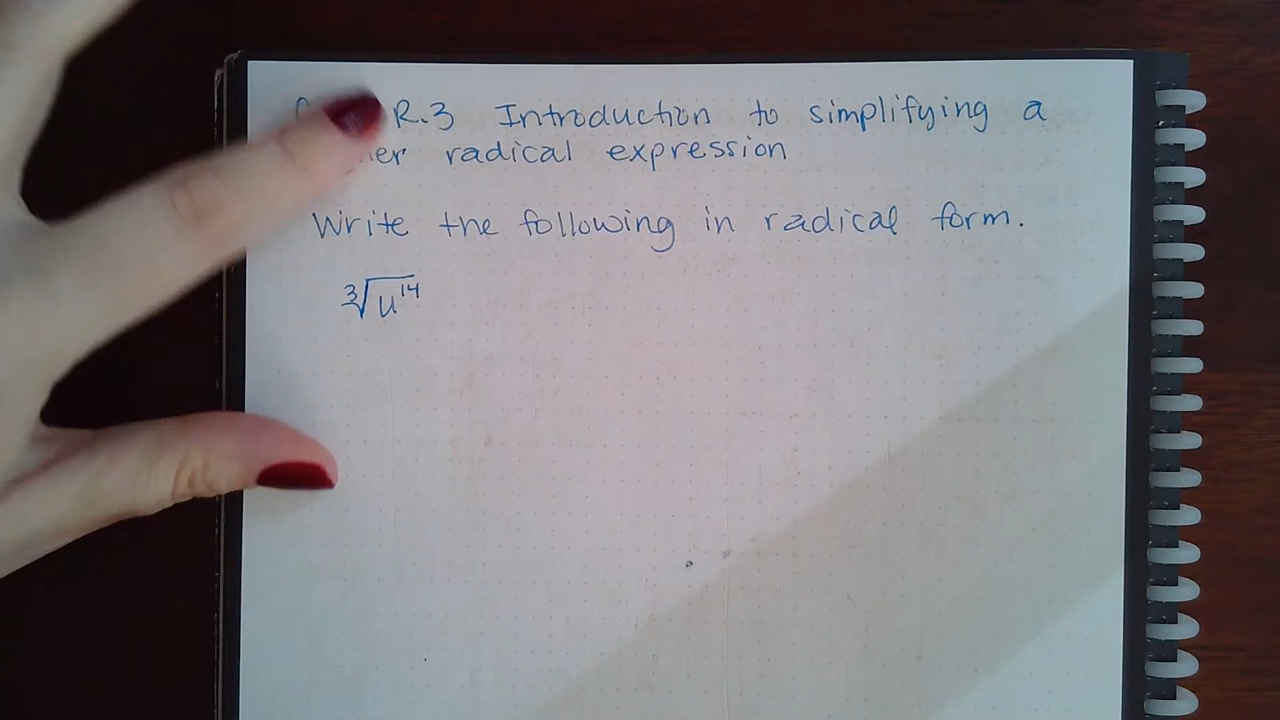 R.3 Introduction to simplifying a
radical expression
Write the following in radical form.
∛u¹⁴